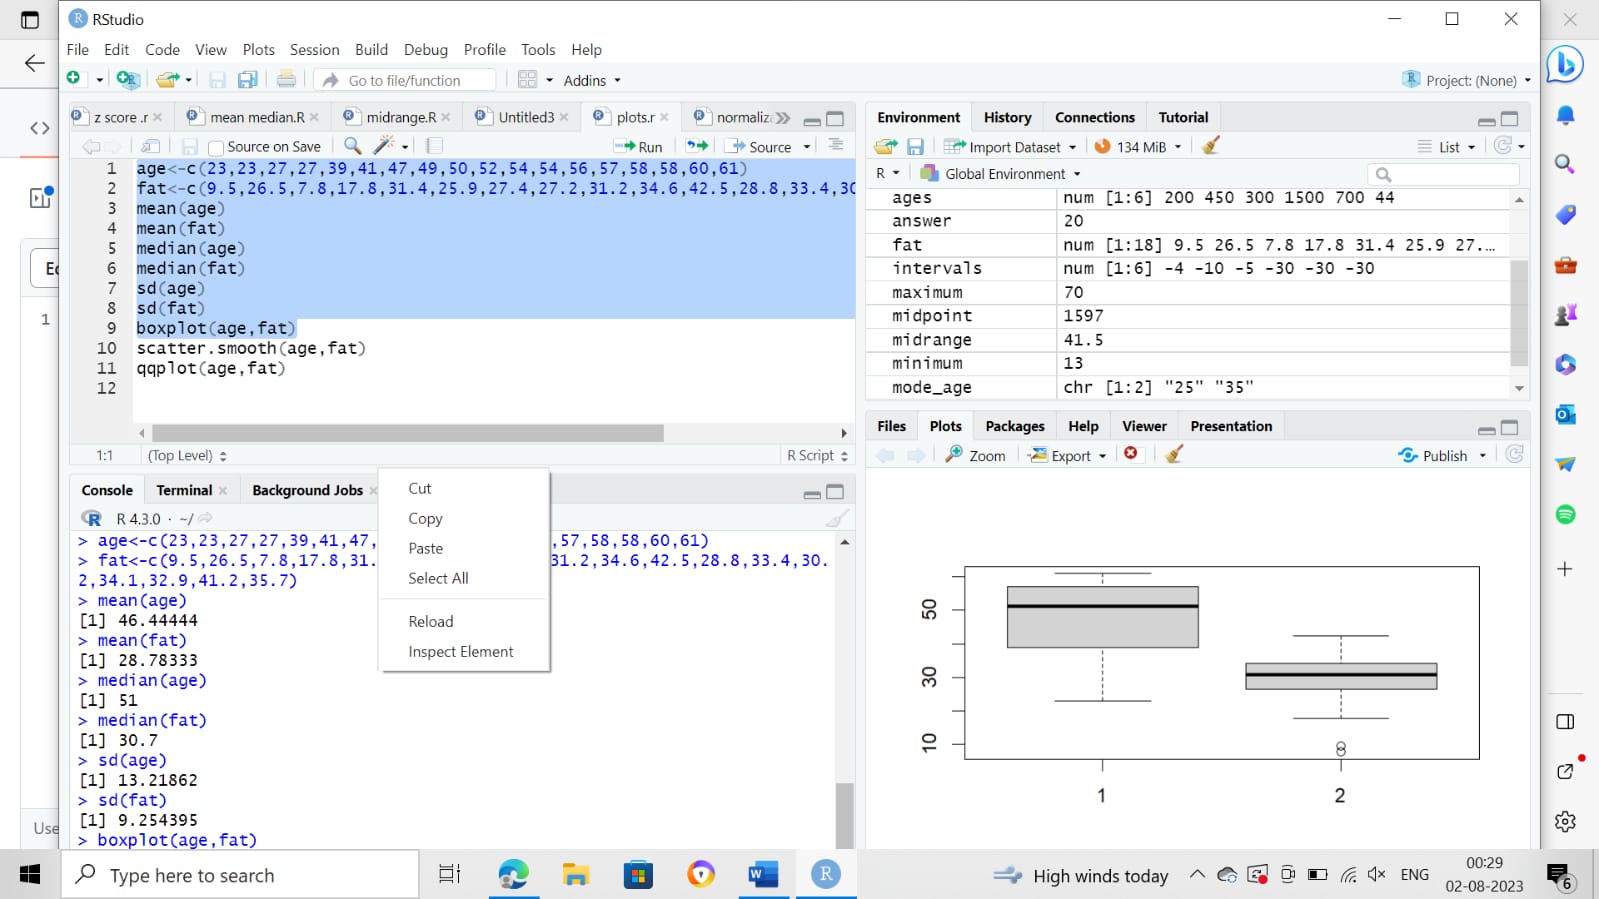 RStudio
File Edit Code View Plots Session Build Debug Profile Tools Help
Go to file/function Addins Project: (None)
z score .r mean median.R midrange.R Untitled3 plots.r normaliz
Source on Save Run Source
1 age<-c(23,23,27,27,39,41,47,49,50,52,54,54,56,57,58,58,60,61)
2 fat<-c(9.5,26.5,7.8,17.8,31.4,25.9,27.4,27.2,31.2,34.6,42.5,28.8,33.4,30
3 mean(age)
4 mean(fat)
5 median(age)
6 median(fat)
7 sd(age)
8 sd(fat)
9 boxplot(age,fat)
10 scatter.smooth(age,fat)
11 qqplot(age,fat)
12
1:1 (Top Level) R Script
Console Terminal Background Jobs
R 4.3.0 · ~/
> age<-c(23,23,27,27,39,41,47, ,57,58,58,60,61)
> fat<-c(9.5,26.5,7.8,17.8,31. 31.2,34.6,42.5,28.8,33.4,30.
2,34.1,32.9,41.2,35.7)
> mean(age)
[1] 46.44444
> mean(fat)
[1] 28.78333
> median(age)
[1] 51
> median(fat)
[1] 30.7
> sd(age)
[1] 13.21862
> sd(fat)
[1] 9.254395
> boxplot(age,fat)
Cut
Copy
Paste
Select All
Reload
Inspect Element
Environment History Connections Tutorial
Import Dataset 134 MiB List
R Global Environment
ages num [1:6] 200 450 300 1500 700 44
answer 20
fat num [1:18] 9.5 26.5 7.8 17.8 31.4 25.9 27....
intervals num [1:6] -4 -10 -5 -30 -30 -30
maximum 70
midpoint 1597
midrange 41.5
minimum 13
mode_age chr [1:2] "25" "35"
Files Plots Packages Help Viewer Presentation
Zoom Export Publish
50
30
10
1 2
1
Use
Type here to search
High winds today
ENG
00:29
02-08-2023
6